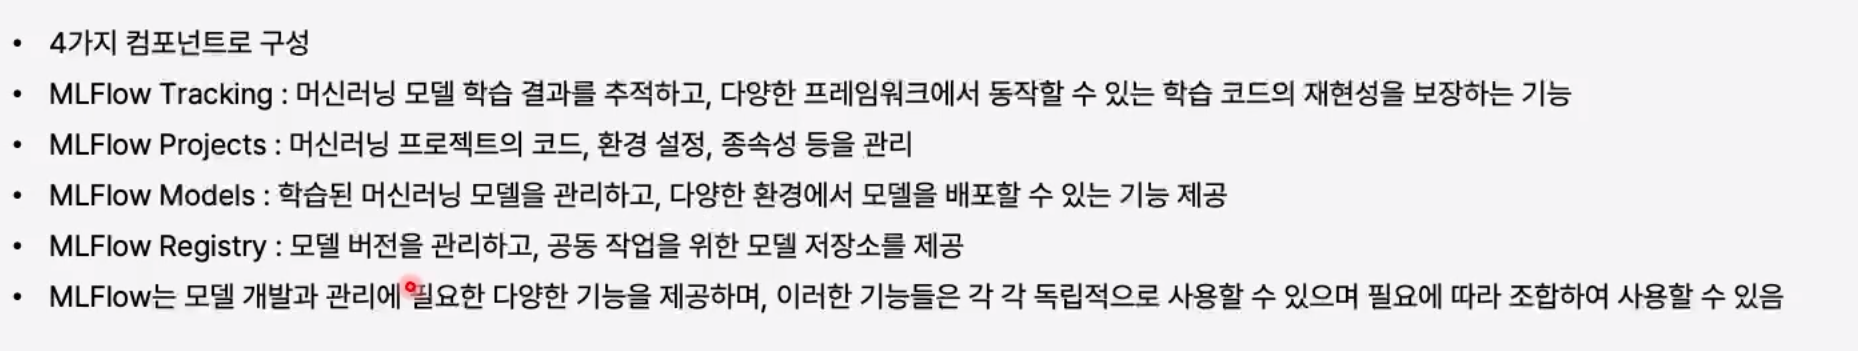 • 4가지 컴포넌트로 구성
• MLFlow Tracking : 머신러닝 모델 학습 결과를 추적하고, 다양한 프레임워크에서 동작할 수 있는 학습 코드의 재현성을 보장하는 기능
• MLFlow Projects : 머신러닝 프로젝트의 코드, 환경 설정, 종속성 등을 관리
• MLFlow Models : 학습된 머신러닝 모델을 관리하고, 다양한 환경에서 모델을 배포할 수 있는 기능 제공
• MLFlow Registry : 모델 버전을 관리하고, 공동 작업을 위한 모델 저장소를 제공
• MLFlow는 모델 개발과 관리에 필요한 다양한 기능을 제공하며, 이러한 기능들은 각 각 독립적으로 사용할 수 있으며 필요에 따라 조합하여 사용할 수 있음